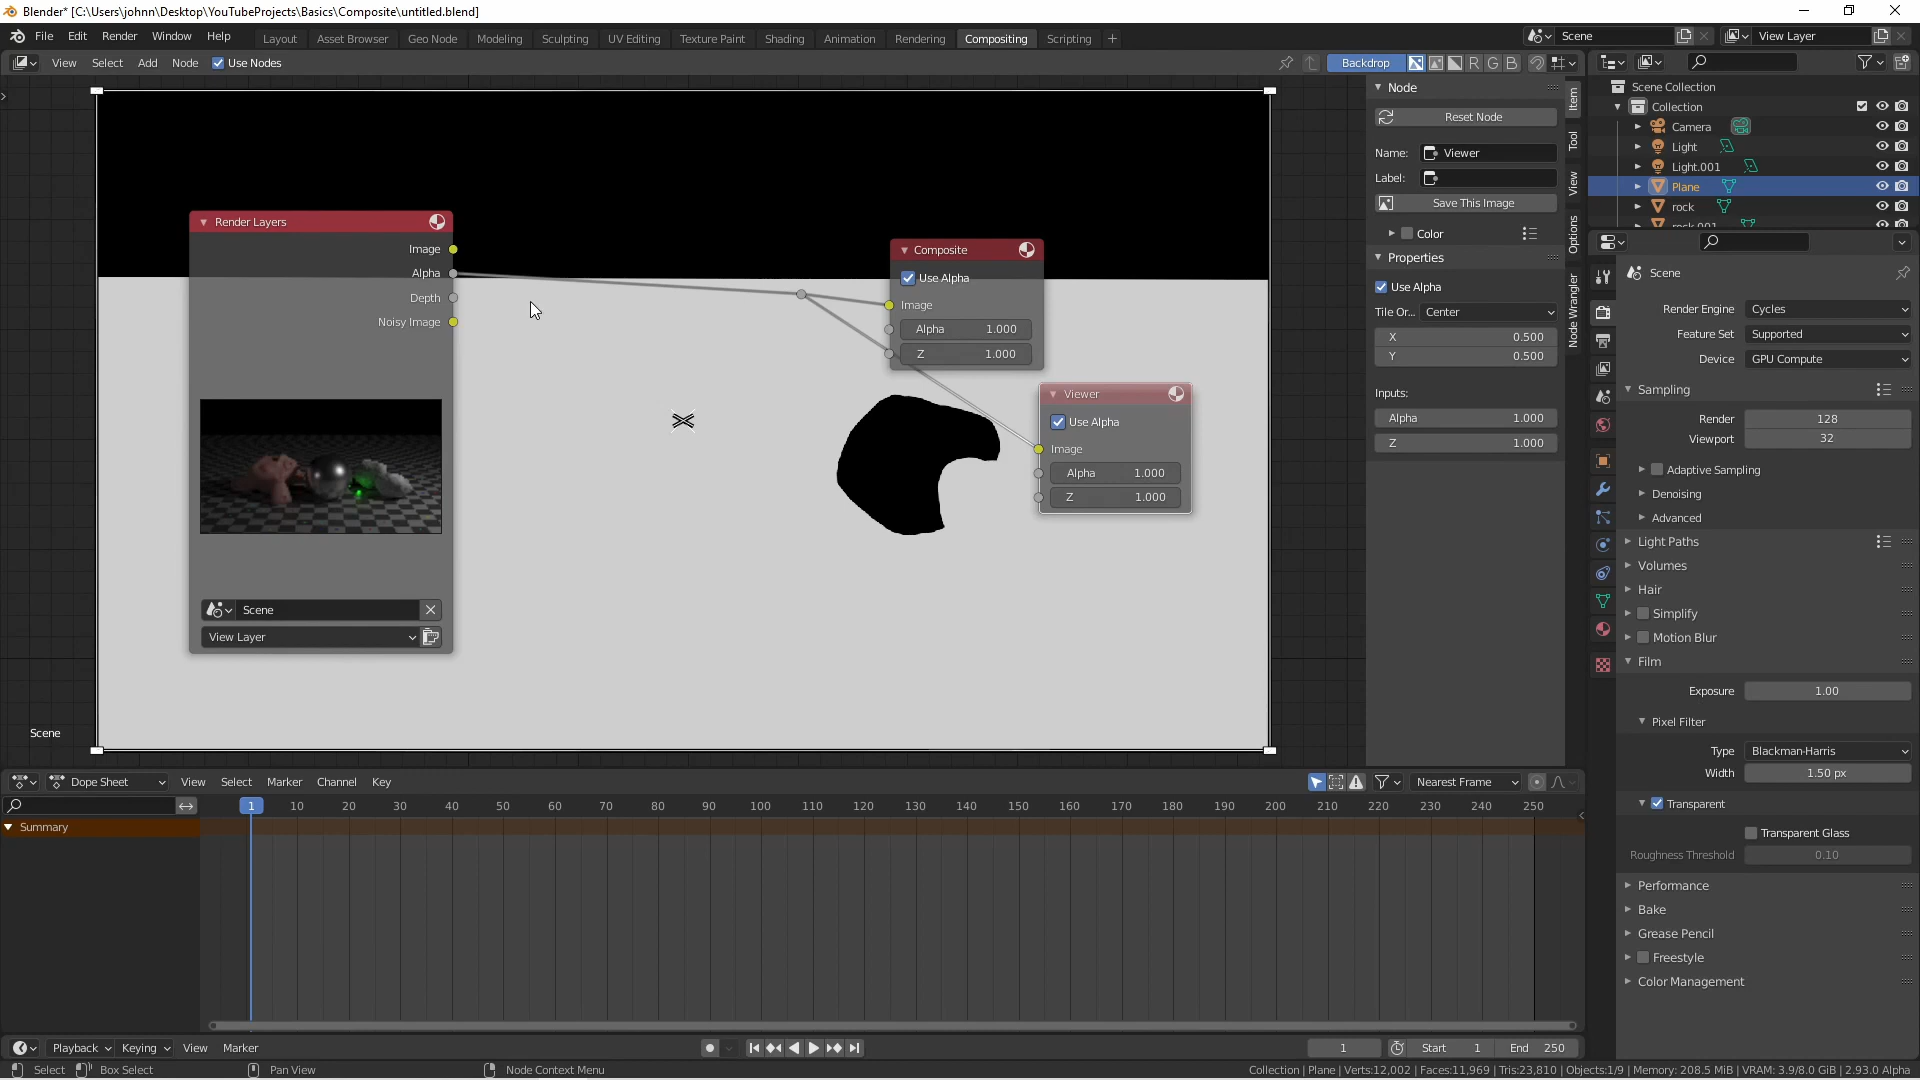 Blender* [C:\Users\johnn\Desktop\YouTubeProjects\Basics\Composite\untitled.blend]
File Edit Render Window Help
Layout Asset Browser Geo Node Modeling Sculpting UV Editing Texture Paint Shading Animation Rendering Compositing Scripting +
Scene
View Layer
View Select Add Node Use Nodes
Backdrop
R G B
Scene Collection
Collection
Camera
Light
Light.001
Plane
rock
rock.001
Node
Reset Node
Name: Viewer
Label:
Save This Image
Color
Properties
Use Alpha
Tile Or... Center
X 0.500
Y 0.500
Inputs:
Alpha 1.000
Z 1.000
Item
Tool
View
Options
Node Wrangler
Render Layers
Image
Alpha
Depth
Noisy Image
Scene
View Layer
Composite
Use Alpha
Image
Alpha 1.000
Z 1.000
Viewer
Use Alpha
Image
Alpha 1.000
Z 1.000
Scene
Scene
Render Engine Cycles
Feature Set Supported
Device GPU Compute
Sampling
Render 128
Viewport 32
Adaptive Sampling
Denoising
Advanced
Light Paths
Volumes
Hair
Simplify
Motion Blur
Film
Exposure 1.00
Pixel Filter
Type Blackman-Harris
Width 1.50 px
Transparent
Transparent Glass
Roughness Threshold 0.10
Performance
Bake
Grease Pencil
Freestyle
Color Management
Dope Sheet View Select Marker Channel Key
Nearest Frame
1 10 20 30 40 50 60 70 80 90 100 110 120 130 140 150 160 170 180 190 200 210 220 230 240 250
Summary
Playback Keying View Marker
1 Start 1 End 250
Select Box Select Pan View Node Context Menu
Collection | Plane | Verts:12,002 | Faces:11,969 | Tris:23,810 | Objects:1/9 | Memory: 208.5 MiB | VRAM: 3.9/8.0 GiB | 2.93.0 Alpha